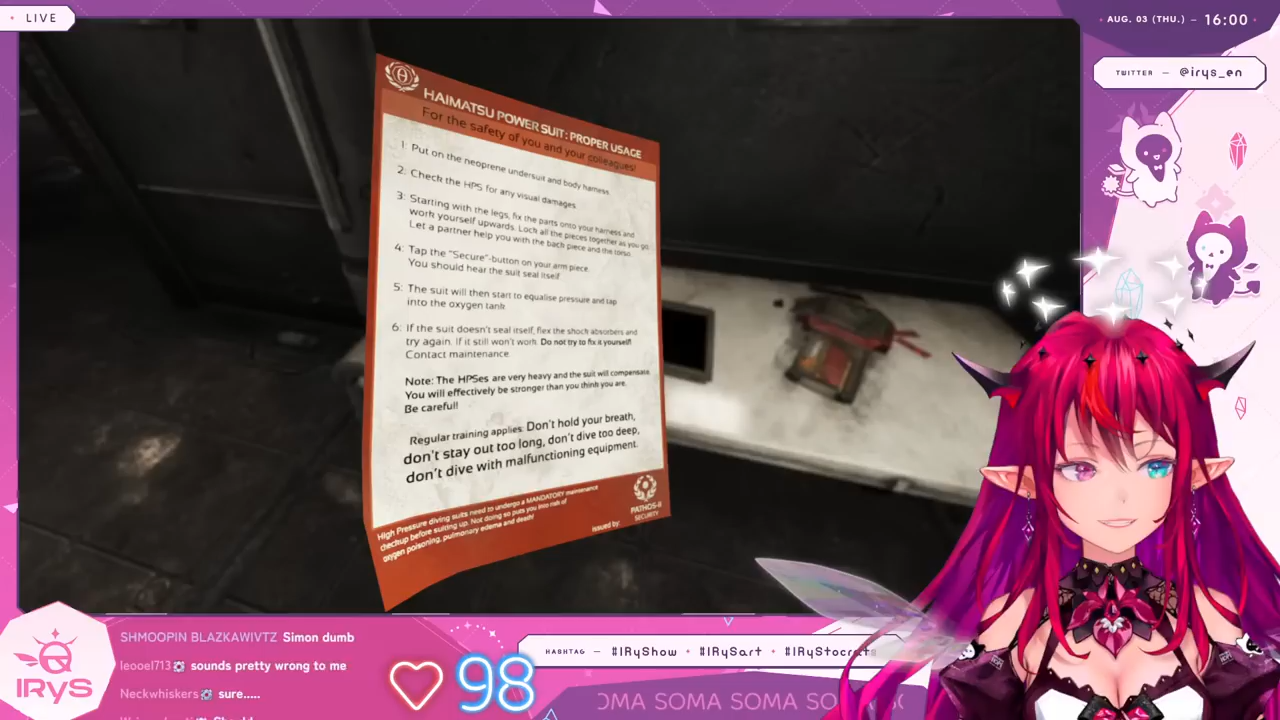 LIVE
AUG. 03 (THU.) – 16:00
TWITTER – @irys_en
HAIMATSU POWER SUIT: PROPER USAGE
For the safety of you and your colleagues!
1 Put on the neoprene undersuit and body harness.
2: Check the HPS for any visual damages
3: Starting with the legs, fix the parts onto your harness and
work yourself upwards. Lock all the pieces together as you go.
Let a partner help you with the back piece and the torso.
4: Tap the "Secure"-button on your arm piece.
You should hear the suit seal itself
5: The suit will then start to equalise pressure and tap
into the oxygen tank
6: If the suit doesn't seal itself, flex the shock absorbers and
try again. If it still won't work. Do not try to fix it yourself!
Contact maintenance
Note: The HPSes are very heavy and the suit will compensate.
You will effectively be stronger than you think you are.
Be careful!
Regular training applies: Don't hold your breath,
don't stay out too long, don't dive too deep,
don't dive with malfunctioning equipment.
High Pressure diving suits need to undergo a MANDATORY maintenance
checkup before suiting up. Not doing so puts you into risk of
oxygen poisoning, pulmonary edema and death!
Issued by:
PATHOS-II
SECURITY
SHMOOPIN BLAZKAWIVTZ Simon dumb
leooel713 sounds pretty wrong to me
Neckwhiskers sure.....
IRyS
98
HASHTAG – #IRyShow • #IRySart • #IRyStocrats
OMA SOMA SOMA SO